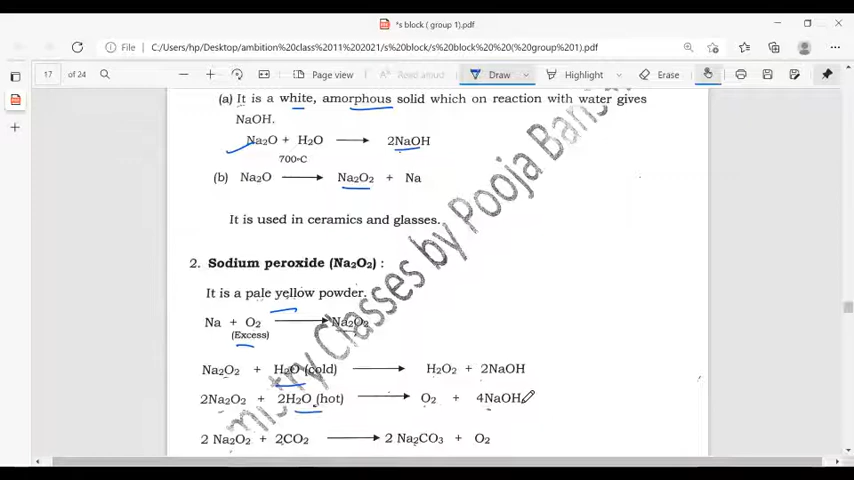 *s block ( group 1).pdf
File C:/Users/hp/Desktop/ambition%20class%2011%202021/s%20block/s%20block%20%20(%20group%201).pdf
17 of 24 Page view Read aloud Draw Highlight Erase
(a) It is a white, amorphous solid which on reaction with water gives
NaOH.
Na2O + H2O → 2NaOH
700◦C
(b) Na2O → Na2O2 + Na
It is used in ceramics and glasses.
2. Sodium peroxide (Na2O2) :
It is a pale yellow powder.
Na + O2 → Na2O2
(Excess)
Na2O2 + H2O (cold) → H2O2 + 2NaOH
2Na2O2 + 2H2O (hot) → O2 + 4NaOH
2 Na2O2 + 2CO2 → 2 Na2CO3 + O2
mistry Classes by Pooja Bansa